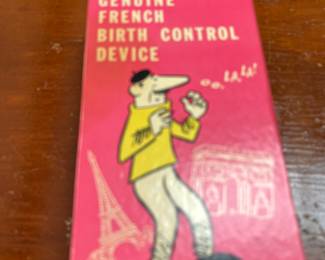 GENUINE
FRENCH
BIRTH CONTROL
DEVICE
oo, LA, LA!